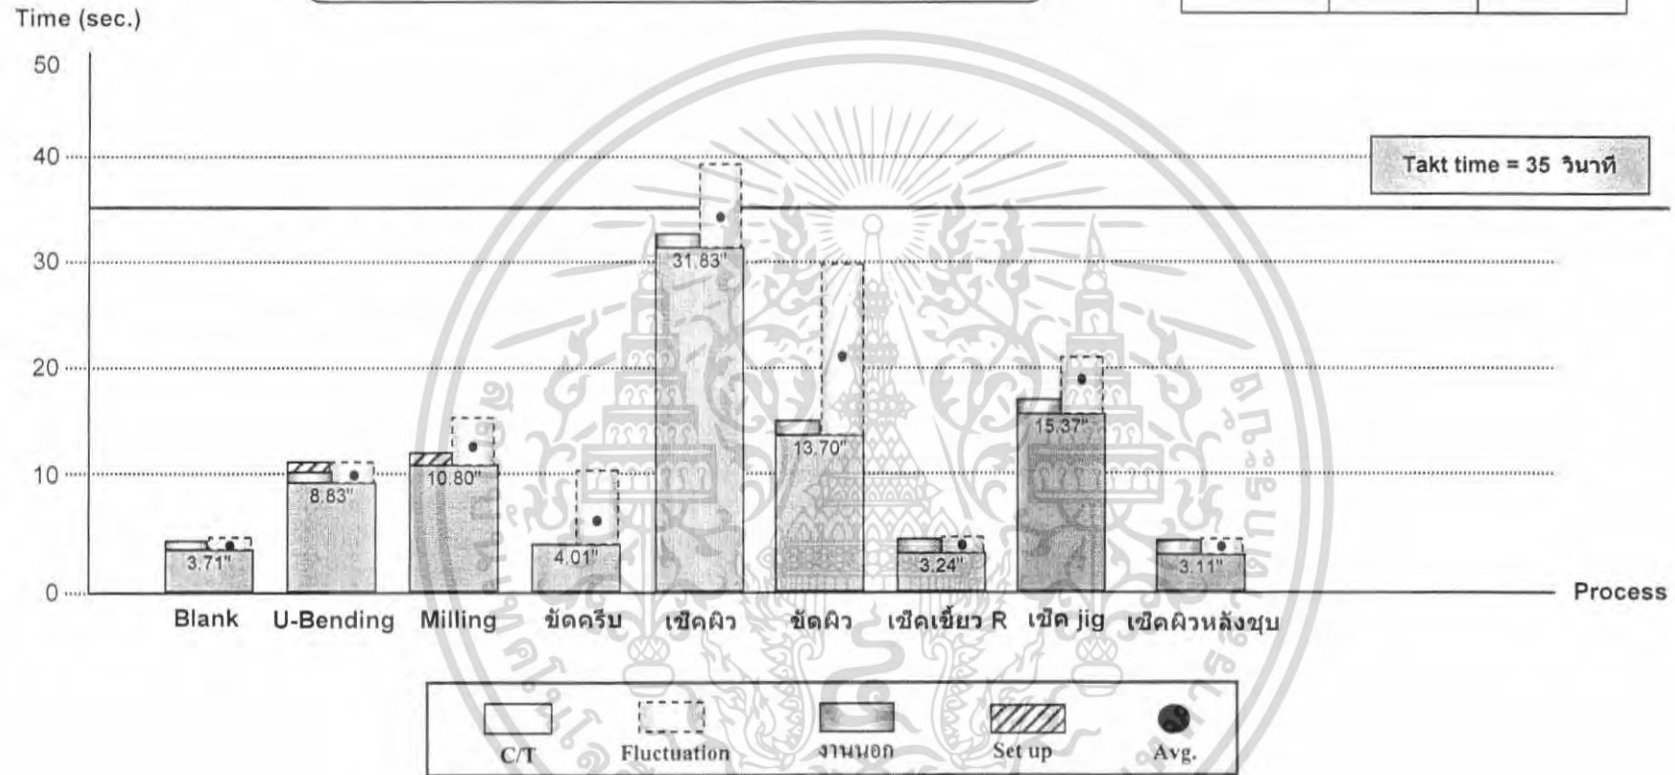 Time (sec.)
50
40
Takt time = 35 วินาที
30
31.83"
20
13.70"
15.37"
10
8.83"
10.80"
3.71"
4.01"
3.24"
3.11"
0
Process
Blank
U-Bending
Milling
ขัดครีบ
เช็คผิว
ขัดผิว
เช็คเขี้ยว R
เช็ค jig
เช็คผิวหลังชุบ
C/T
Fluctuation
งานนอก
Set up
Avg.